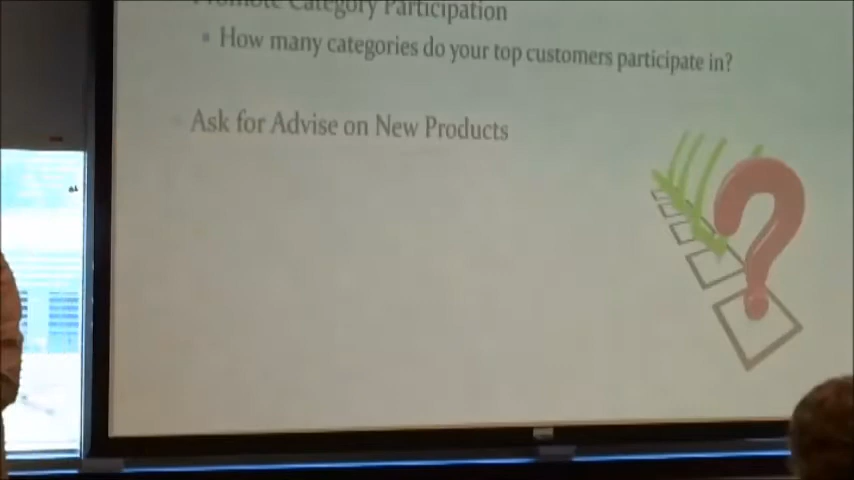 Promote Category Participation
How many categories do your top customers participate in?
Ask for Advise on New Products